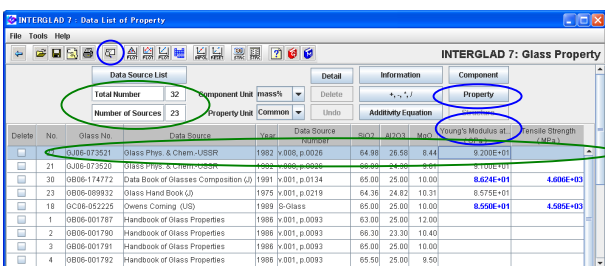 INTERGLAD 7 : Data List of Property
File Tools Help
INTERGLAD 7: Glass Property
Data Source List Detail Information Component
Total Number 32 Component Unit mass% Delete +, -, *, / Property
Number of Sources 23 Property Unit Common Undo Additivity Equation
Delete No. Glass No. Data Source Year Data Source Number SiO2 Al2O3 MgO Young's Modulus at... Tensile Strength (MPa)
GJ06-073521 Glass Phys. & Chem.-USSR 1982 v.008, p.0026 64.98 26.58 8.44 9.200E+01
21 GJ06-073520 Glass Phys. & Chem.-USSR 1982 v.008, p.0026
30 GB06-174772 Data Book of Glasses Composition (J) 1991 v.001, p.0134 65.00 25.00 10.00 8.624E+01 4.606E+03
23 GB06-089932 Glass Hand Book (J) 1975 v.001, p.0219 64.36 24.82 10.31 8.575E+01
18 GC06-052225 Owens Corning (US) 1989 S-Glass 65.00 25.00 10.00 8.550E+01 4.585E+03
1 GB06-001787 Handbook of Glass Properties 1986 v.001, p.0093 63.00 25.00 12.00
2 GB06-001790 Handbook of Glass Properties 1986 v.001, p.0093 66.30 23.30 10.40
3 GB06-001791 Handbook of Glass Properties 1986 v.001, p.0093 65.00 25.00 10.00
4 GB06-001792 Handbook of Glass Properties 1986 v.001, p.0093 65.50 25.00 9.50